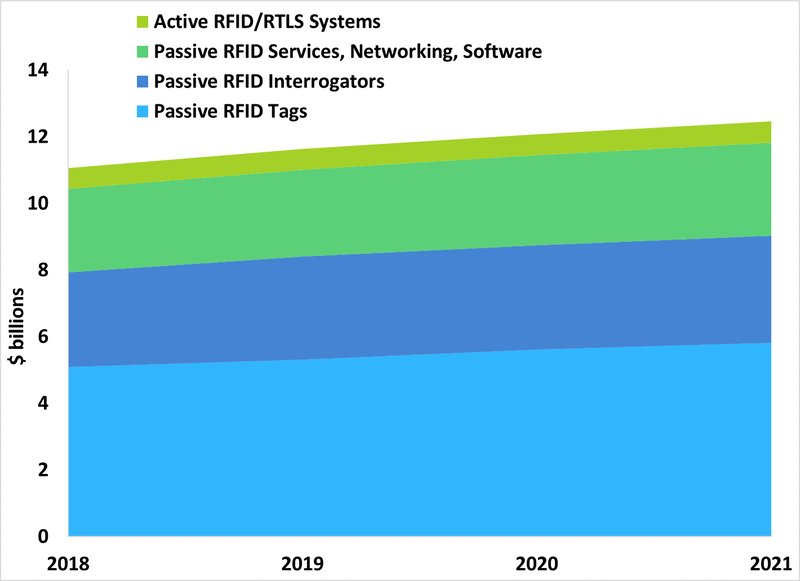 Active RFID/RTLS Systems
Passive RFID Services, Networking, Software
Passive RFID Interrogators
Passive RFID Tags
$ billions
14
12
10
8
6
4
2
0
2018 2019 2020 2021